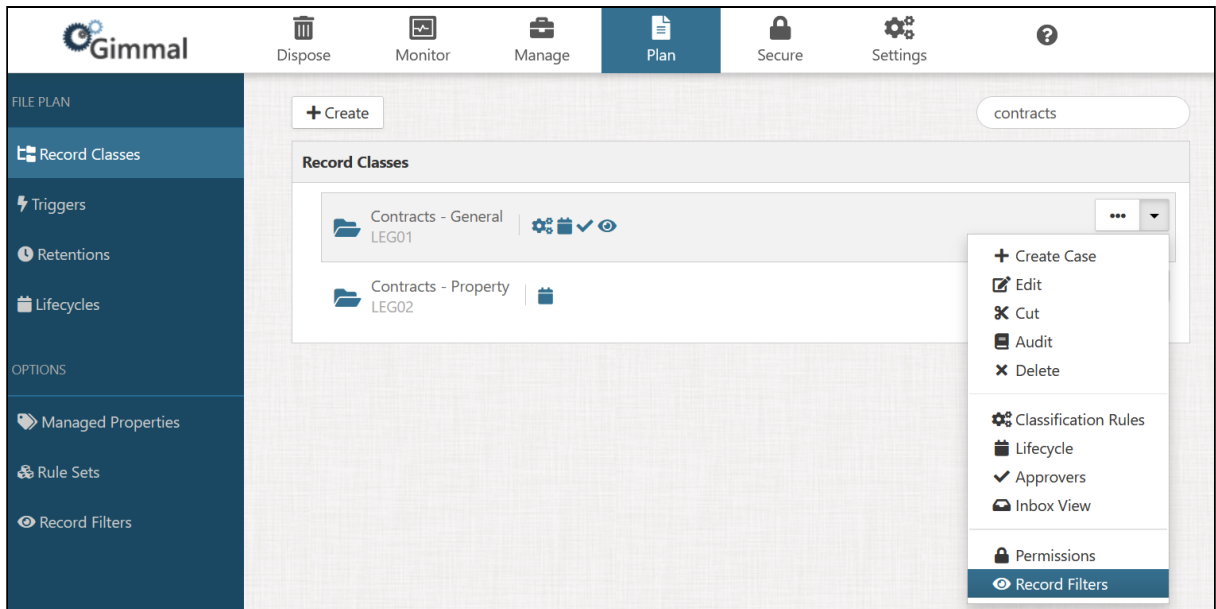 Gimmal
Dispose
Monitor
Manage
Plan
Secure
Settings
FILE PLAN
Record Classes
Triggers
Retentions
Lifecycles
OPTIONS
Managed Properties
Rule Sets
Record Filters
Create
contracts
Record Classes
Contracts - General
LEG01
Contracts - Property
LEG02
Create Case
Edit
Cut
Audit
Delete
Classification Rules
Lifecycle
Approvers
Inbox View
Permissions
Record Filters